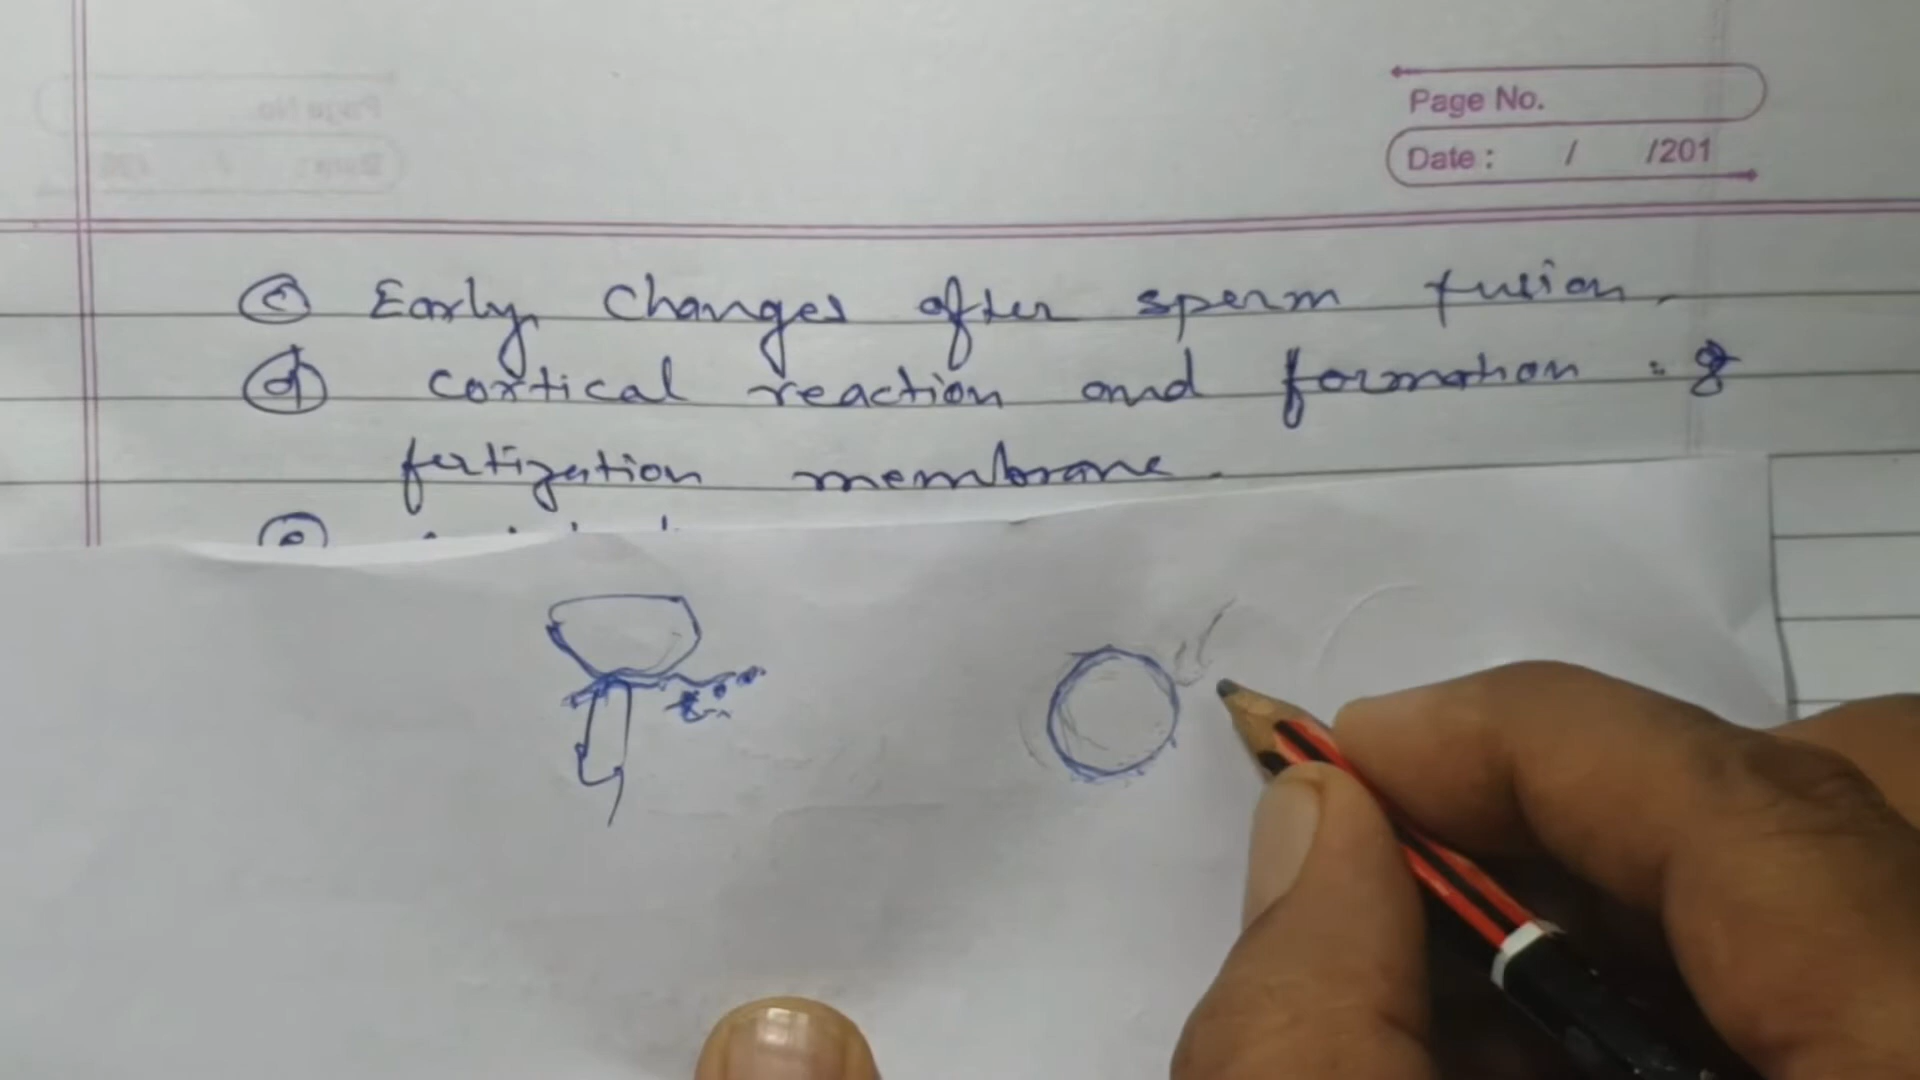 Page No.
Date : / /201
c Early changes after sperm fusion.
d cortical reaction and formation of
fertization membrane.
e